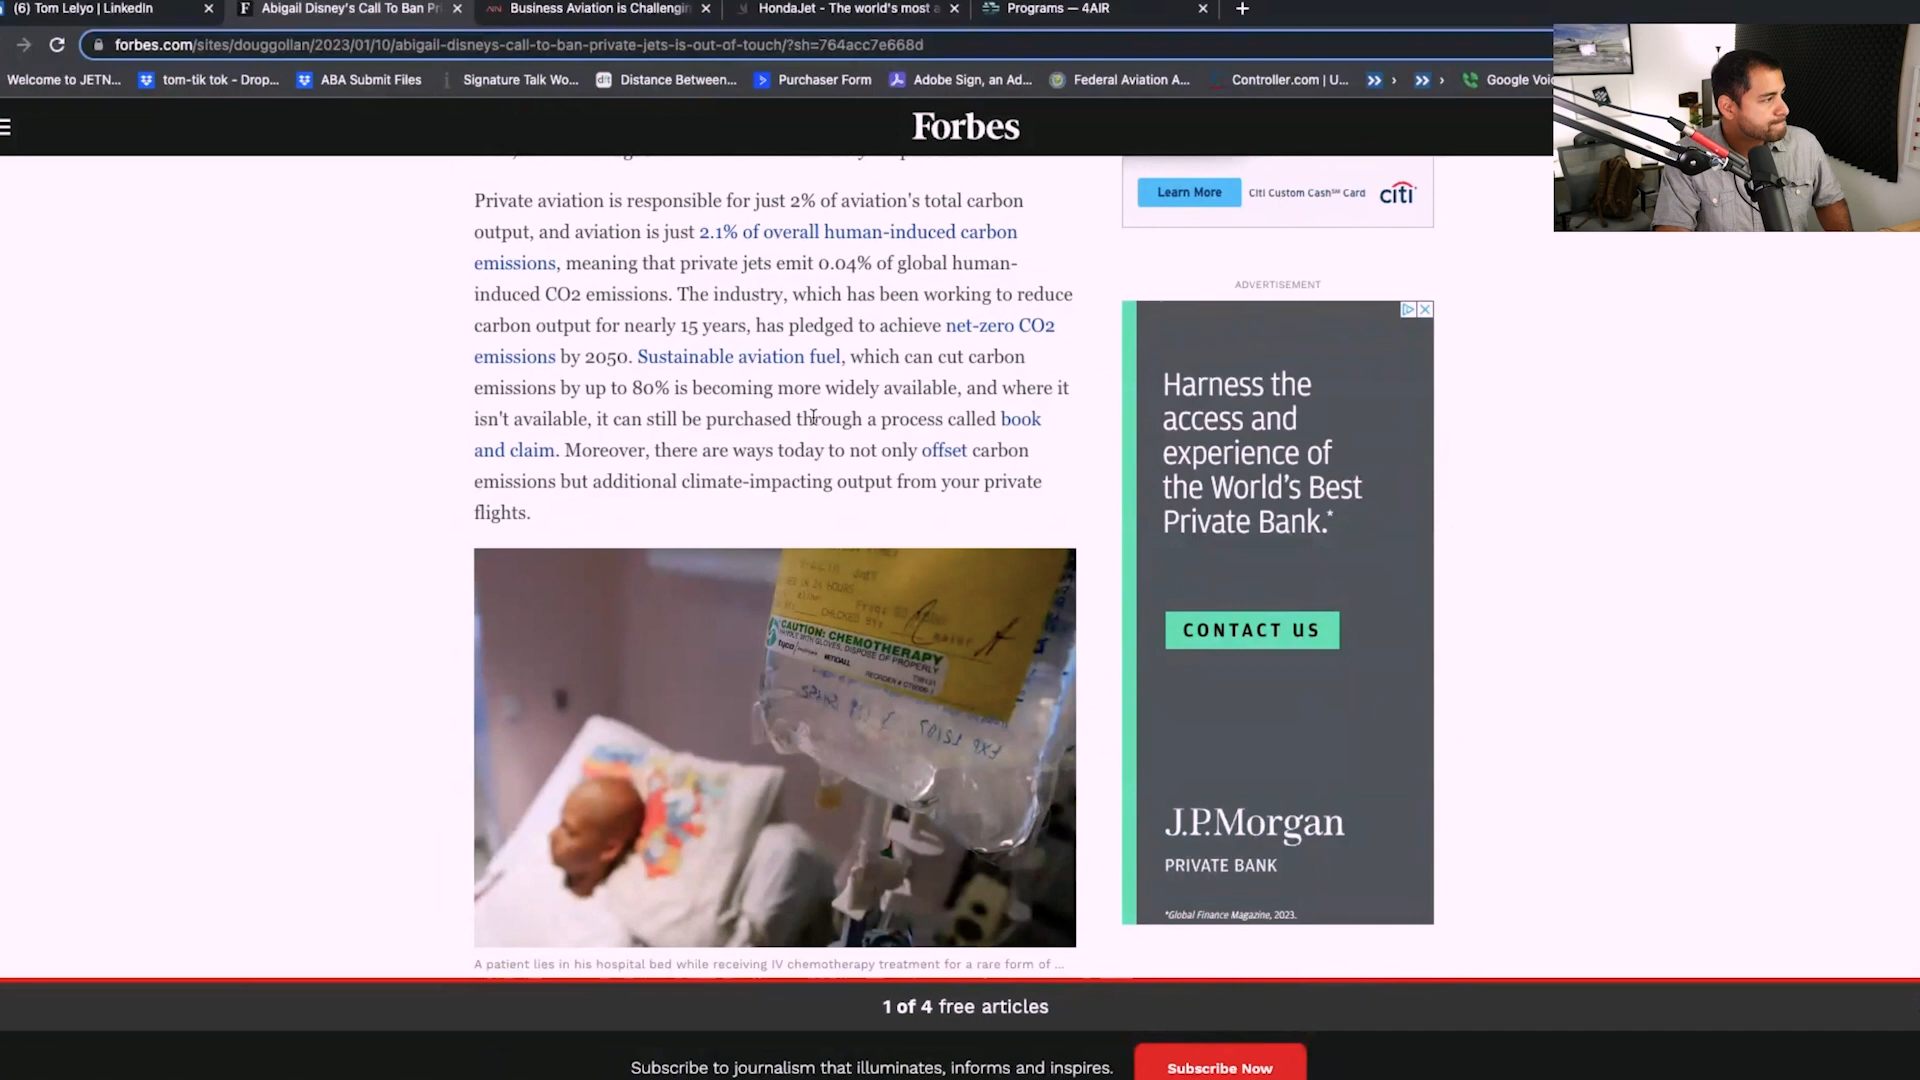 (6) Tom Lelyo | LinkedIn
Abigail Disney's Call To Ban Pri
Business Aviation is Challengin
HondaJet - The world's most a
Programs — 4AIR
forbes.com/sites/douggollan/2023/01/10/abigail-disneys-call-to-ban-private-jets-is-out-of-touch/?sh=764acc7e668d
Welcome to JETN...
tom-tik tok - Drop...
ABA Submit Files
Signature Talk Wo...
Distance Between...
Purchaser Form
Adobe Sign, an Ad...
Federal Aviation A...
Controller.com | U...
Google Voi
Forbes
Private aviation is responsible for just 2% of aviation's total carbon
output, and aviation is just 2.1% of overall human-induced carbon
emissions, meaning that private jets emit 0.04% of global human-
induced CO2 emissions. The industry, which has been working to reduce
carbon output for nearly 15 years, has pledged to achieve net-zero CO2
emissions by 2050. Sustainable aviation fuel, which can cut carbon
emissions by up to 80% is becoming more widely available, and where it
isn't available, it can still be purchased through a process called book
and claim. Moreover, there are ways today to not only offset carbon
emissions but additional climate-impacting output from your private
flights.
CAUTION: CHEMOTHERAPY
A patient lies in his hospital bed while receiving IV chemotherapy treatment for a rare form of ...
Learn More
Citi Custom Cash℠ Card
citi
ADVERTISEMENT
Harness the
access and
experience of
the World's Best
Private Bank.*
CONTACT US
J.P.Morgan
PRIVATE BANK
*Global Finance Magazine, 2023.
1 of 4 free articles
Subscribe to journalism that illuminates, informs and inspires.
Subscribe Now